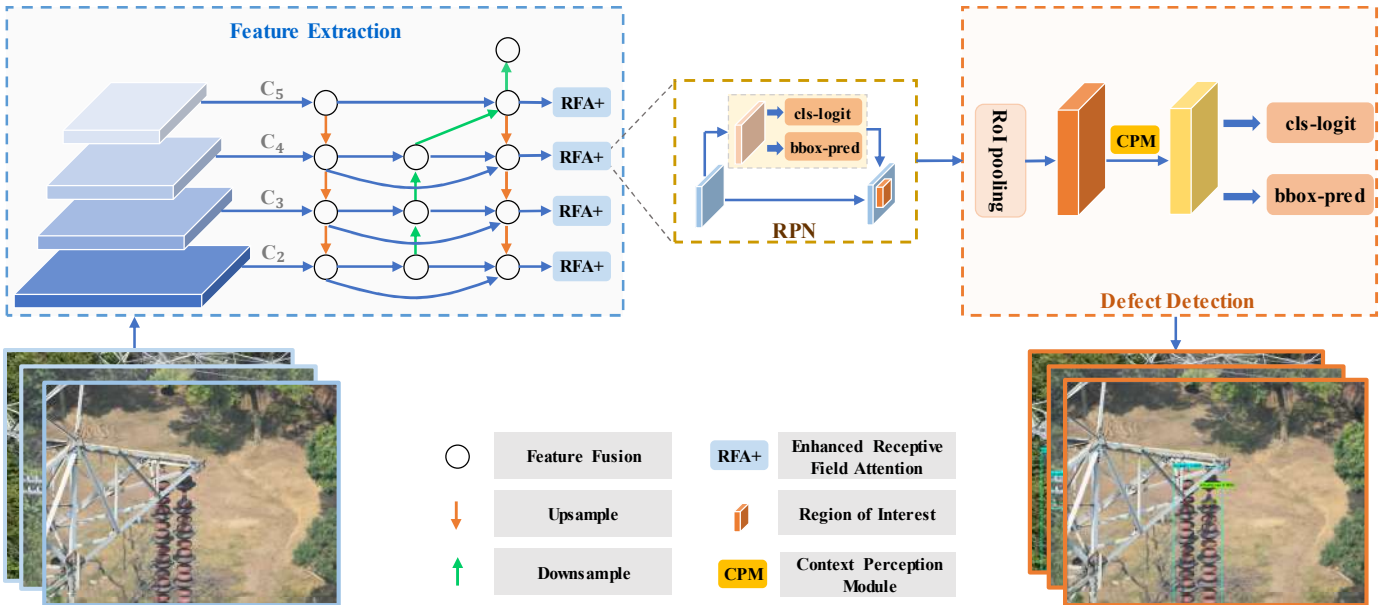 Feature Extraction
C5
C4
C3
C2
RFA+
RFA+
RFA+
RFA+
cls-logit
bbox-pred
RPN
RoI pooling
CPM
cls-logit
bbox-pred
Defect Detection
Feature Fusion
Upsample
Downsample
RFA+
Enhanced Receptive
Field Attention
Region of Interest
CPM
Context Perception
Module